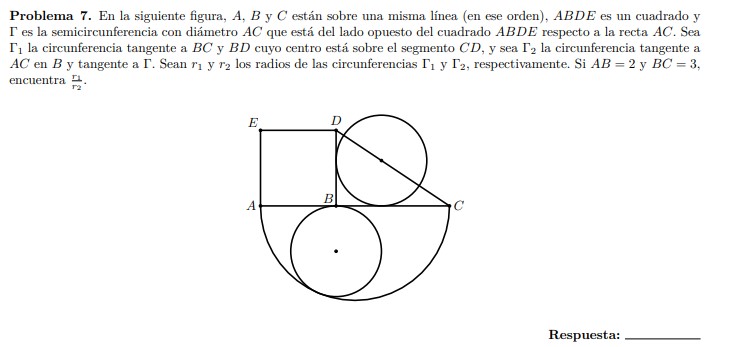 Problema 7. En la siguiente figura, A, B y C están sobre una misma línea (en ese orden), ABDE es un cuadrado y
Γ es la semicircunferencia con diámetro AC que está del lado opuesto del cuadrado ABDE respecto a la recta AC. Sea
Γ₁ la circunferencia tangente a BC y BD cuyo centro está sobre el segmento CD, y sea Γ₂ la circunferencia tangente a
AC en B y tangente a Γ. Sean r₁ y r₂ los radios de las circunferencias Γ₁ y Γ₂, respectivamente. Si AB = 2 y BC = 3,
encuentra r₁/r₂.
E D
A B C
Respuesta: